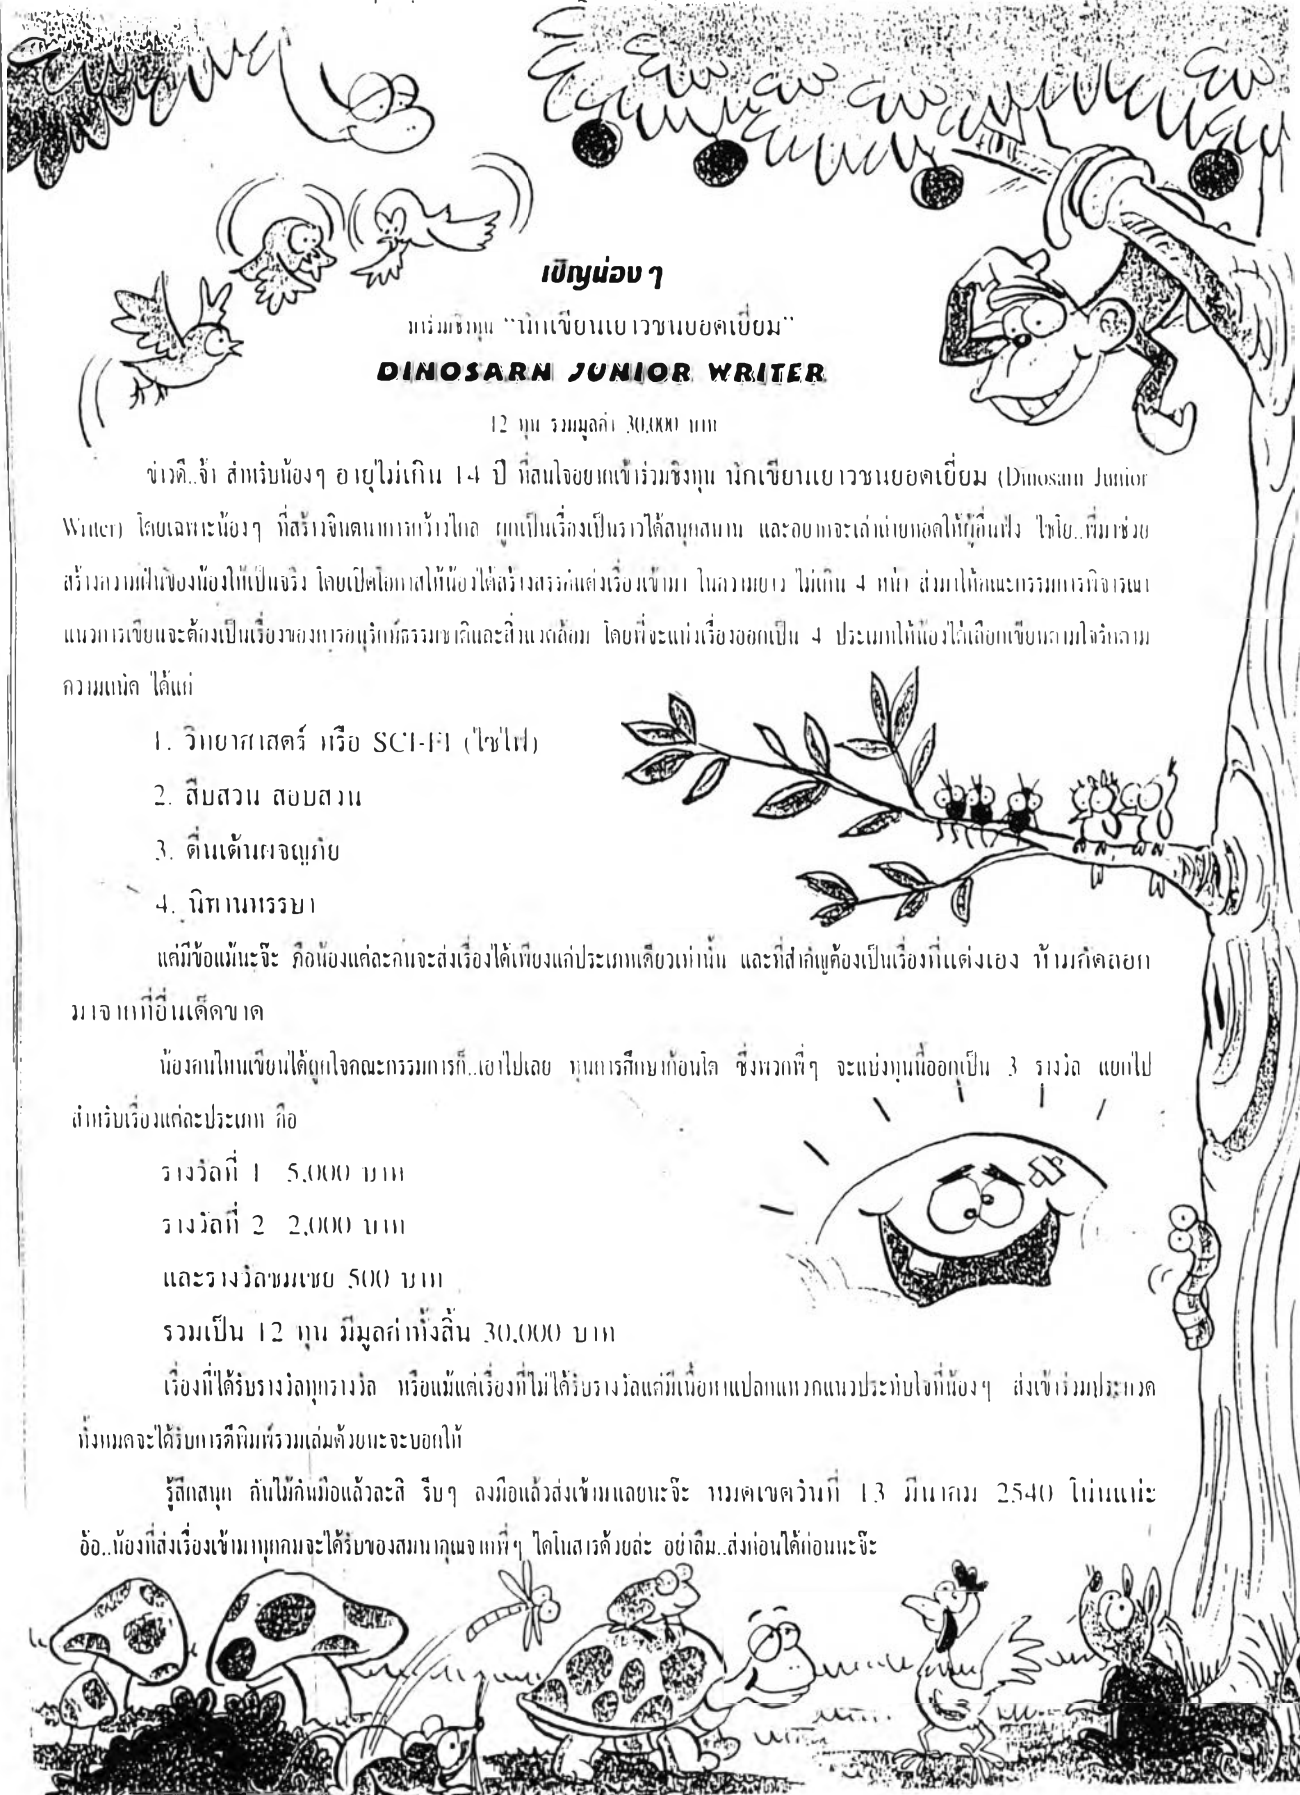 เชิญน้องๆ
มาร่วมชิงทุน “นักเขียนเยาวชนยอดเยี่ยม”
DINOSARN JUNIOR WRITER
12 ทุน รวมมูลค่า 30,000 บาท
ข่าวดี..จ้า สำหรับน้องๆ อายุไม่เกิน 14 ปี ที่สนใจอยากเข้าร่วมชิงทุน นักเขียนเยาวชนยอดเยี่ยม (Dinosarn Junior
Writer) โดยเฉพาะน้องๆ ที่สร้างจินตนาการกว้างไกล ผูกเป็นเรื่องเป็นราวได้สนุกสนาน และอยากจะเล่าถ่ายทอดให้ผู้อื่นฟัง ไชโย..พี่มาช่วย
สร้างความฝันของน้องให้เป็นจริง โดยเปิดโอกาสให้น้องได้สร้างสรรค์แต่งเรื่องเข้ามา ในความยาว ไม่เกิน 4 หน้า ส่งมาให้คณะกรรมการพิจารณา
แนวการเขียนจะต้องเป็นเรื่องของการอนุรักษ์ธรรมชาติและสิ่งแวดล้อม โดยพี่จะแบ่งเรื่องออกเป็น 4 ประเภทให้น้องได้เลือกเขียนตามใจรักตาม
ความถนัด ได้แก่
1. วิทยาศาสตร์ หรือ SCI-FI (ไซไฟ)
2. สืบสวน สอบสวน
3. ตื่นเต้นผจญภัย
4. นิทานหรรษา
แต่มีข้อแม้นะจ๊ะ คือน้องแต่ละคนจะส่งเรื่องได้เพียงแค่ประเภทเดียวเท่านั้น และที่สำคัญต้องเป็นเรื่องที่แต่งเอง ห้ามคัดลอก
มาจากที่อื่นเด็ดขาด
น้องคนไหนเขียนได้ถูกใจคณะกรรมการก็..เอาไปเลย ทุนการศึกษาก้อนโต ซึ่งพวกพี่ๆ จะแบ่งทุนนี้ออกเป็น 3 รางวัล แยกไป
สำหรับเรื่องแต่ละประเภท คือ
รางวัลที่ 1 5,000 บาท
รางวัลที่ 2 2,000 บาท
และรางวัลชมเชย 500 บาท
รวมเป็น 12 ทุน มีมูลค่าทั้งสิ้น 30,000 บาท
เรื่องที่ได้รับรางวัลทุกรางวัล หรือแม้แต่เรื่องที่ไม่ได้รับรางวัลแต่มีเนื้อหาแปลกแหวกแนวประทับใจที่น้องๆ ส่งเข้าร่วมประกวด
ทั้งหมดจะได้รับการตีพิมพ์รวมเล่มด้วยนะจะบอกให้
รู้สึกสนุก คันไม้คันมือแล้วละสิ รีบๆ ลงมือแล้วส่งเข้ามาเลยนะจ๊ะ หมดเขตวันที่ 13 มีนาคม 2540 โน่นแน่ะ
อ้อ..น้องที่ส่งเรื่องเข้ามาทุกคนจะได้รับของสมนาคุณจากพี่ๆ ไดโนสารด้วยล่ะ อย่าลืม..ส่งก่อนได้ก่อนนะจ๊ะ